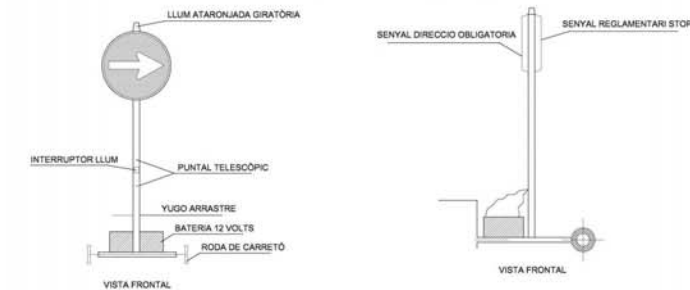 LLUM ATARONJADA GIRATÒRIA
INTERRUPTOR LLUM
PUNTAL TELESCÒPIC
YUGO ARRASTRE
BATERIA 12 VOLTS
RODA DE CARRETÓ
VISTA FRONTAL
SENYAL DIRECCIO OBLIGATORIA
SENYAL REGLAMENTARI STOP
VISTA FRONTAL